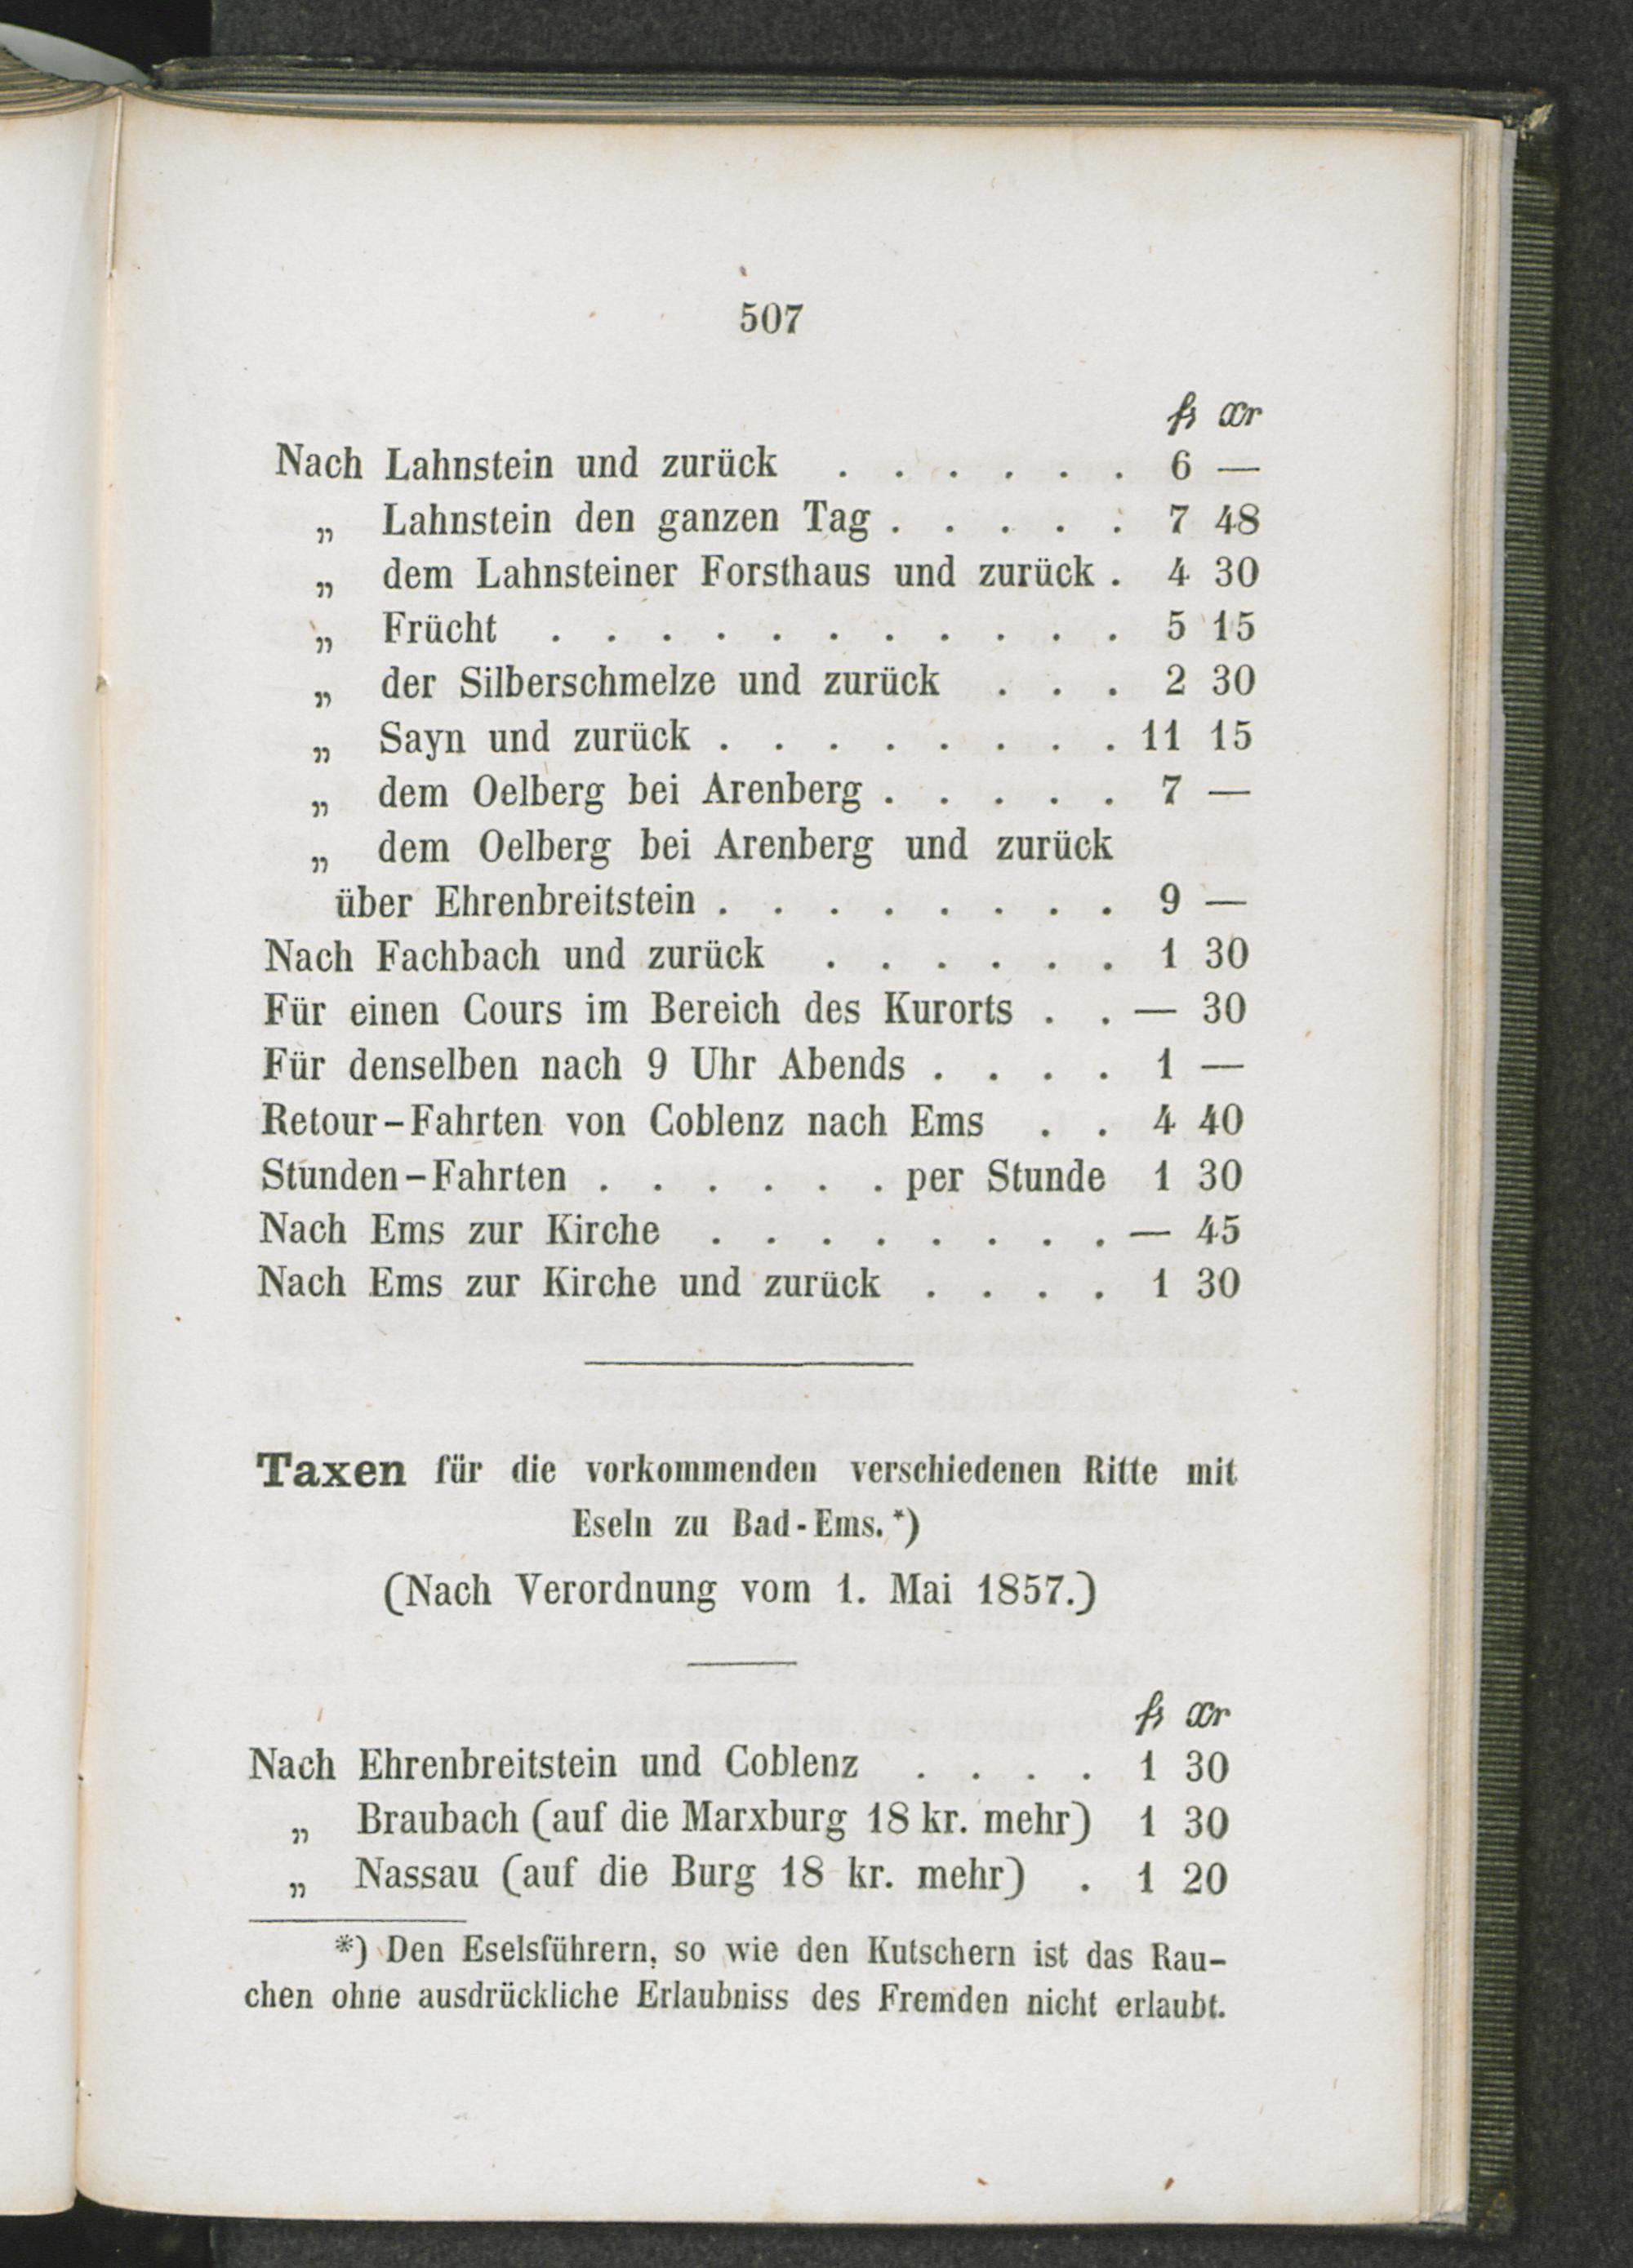 507
fl xr
Nach Lahnstein und zurück . . . . . . 6 —
„ Lahnstein den ganzen Tag . . . . . 7 48
„ dem Lahnsteiner Forsthaus und zurück . 4 30
„ Frücht . . . . . . . . . . . 5 15
„ der Silberschmelze und zurück . . . 2 30
„ Sayn und zurück . . . . . . . . 11 15
„ dem Oelberg bei Arenberg . . . . . 7 —
„ dem Oelberg bei Arenberg und zurück
über Ehrenbreitstein . . . . . . . . 9 —
Nach Fachbach und zurück . . . . . . 1 30
Für einen Cours im Bereich des Kurorts . . — 30
Für denselben nach 9 Uhr Abends . . . . 1 —
Retour-Fahrten von Coblenz nach Ems . . 4 40
Stunden-Fahrten . . . . . . per Stunde 1 30
Nach Ems zur Kirche . . . . . . . . — 45
Nach Ems zur Kirche und zurück . . . . 1 30
Taxen für die vorkommenden verschiedenen Ritte mit
Eseln zu Bad-Ems.*)
(Nach Verordnung vom 1. Mai 1857.)
fl xr
Nach Ehrenbreitstein und Coblenz . . . . 1 30
„ Braubach (auf die Marxburg 18 kr. mehr) 1 30
„ Nassau (auf die Burg 18 kr. mehr) . 1 20
*) Den Eselsführern, so wie den Kutschern ist das Rau-
chen ohne ausdrückliche Erlaubniss des Fremden nicht erlaubt.